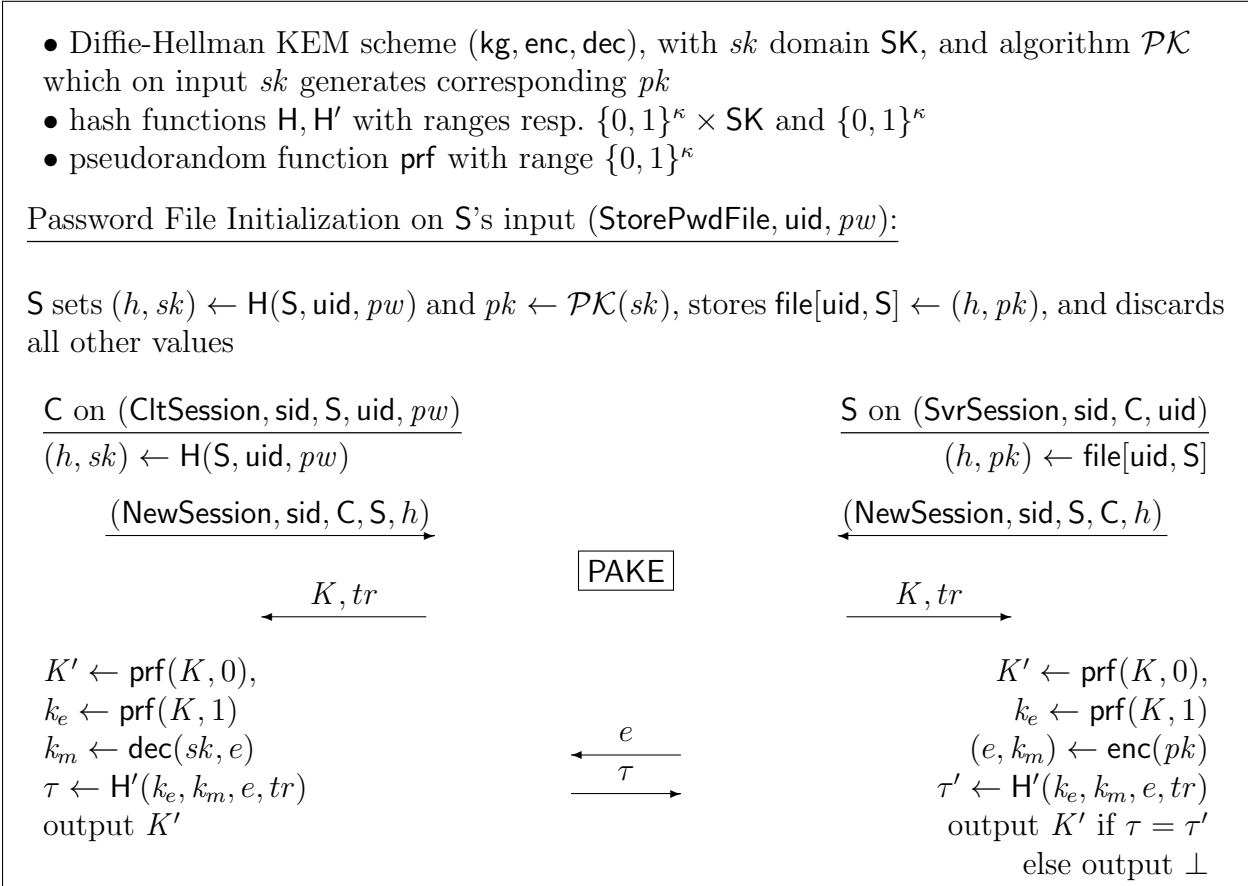 • Diffie-Hellman KEM scheme (kg, enc, dec), with sk domain SK, and algorithm 𝒫𝒦
which on input sk generates corresponding pk
• hash functions H, H′ with ranges resp. {0, 1}^κ × SK and {0, 1}^κ
• pseudorandom function prf with range {0, 1}^κ
Password File Initialization on S's input (StorePwdFile, uid, pw):
S sets (h, sk) ← H(S, uid, pw) and pk ← 𝒫𝒦(sk), stores file[uid, S] ← (h, pk), and discards
all other values
C on (CltSession, sid, S, uid, pw) S on (SvrSession, sid, C, uid)
(h, sk) ← H(S, uid, pw) (h, pk) ← file[uid, S]
(NewSession, sid, C, S, h) (NewSession, sid, S, C, h)
PAKE
K, tr K, tr
K′ ← prf(K, 0), K′ ← prf(K, 0),
k_e ← prf(K, 1) k_e ← prf(K, 1)
k_m ← dec(sk, e) e (e, k_m) ← enc(pk)
τ ← H′(k_e, k_m, e, tr) τ τ′ ← H′(k_e, k_m, e, tr)
output K′ output K′ if τ = τ′
else output ⊥